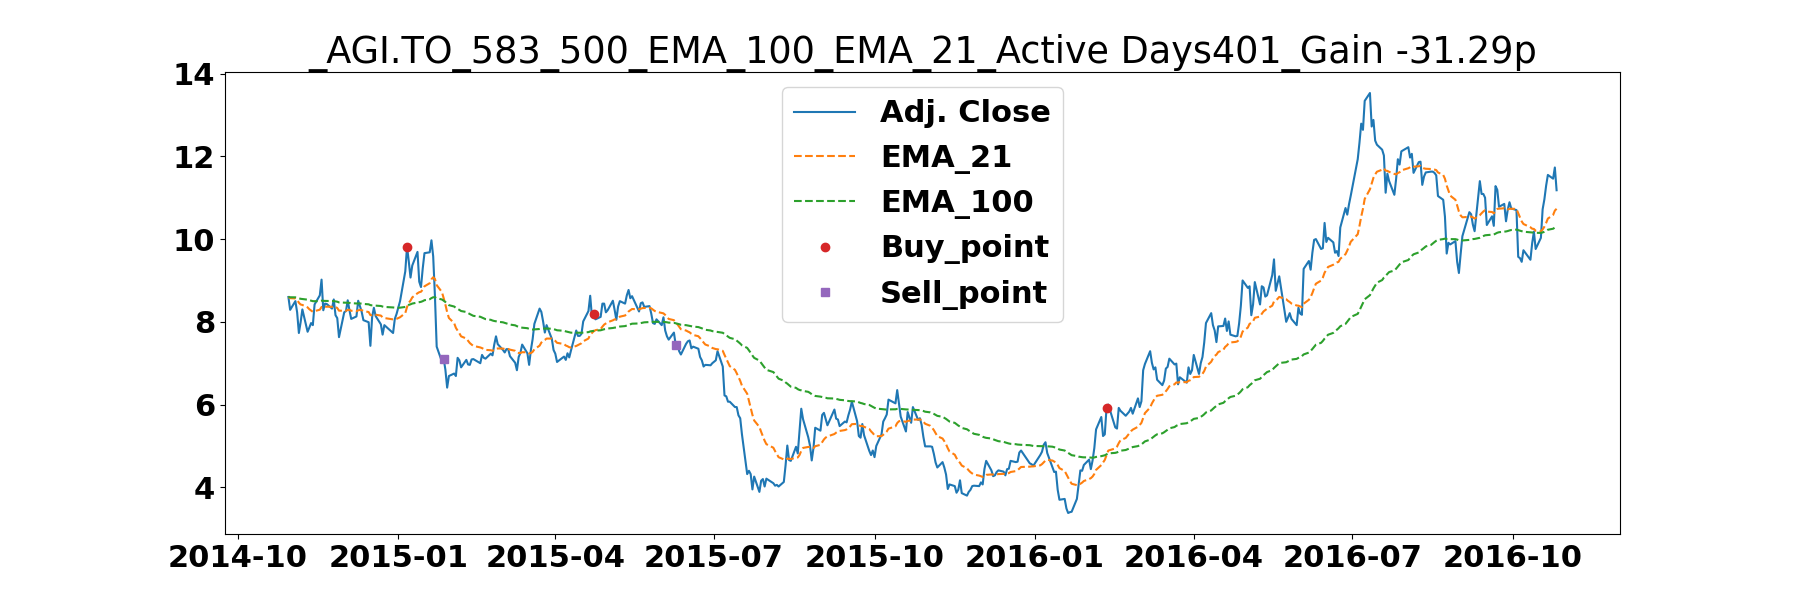 _AGI.TO_583_500_EMA_100_EMA_21_Active Days401_Gain -31.29p
14
12
10
8
6
4
Adj. Close
EMA_21
EMA_100
Buy_point
Sell_point
2014-10 2015-01 2015-04 2015-07 2015-10 2016-01 2016-04 2016-07 2016-10